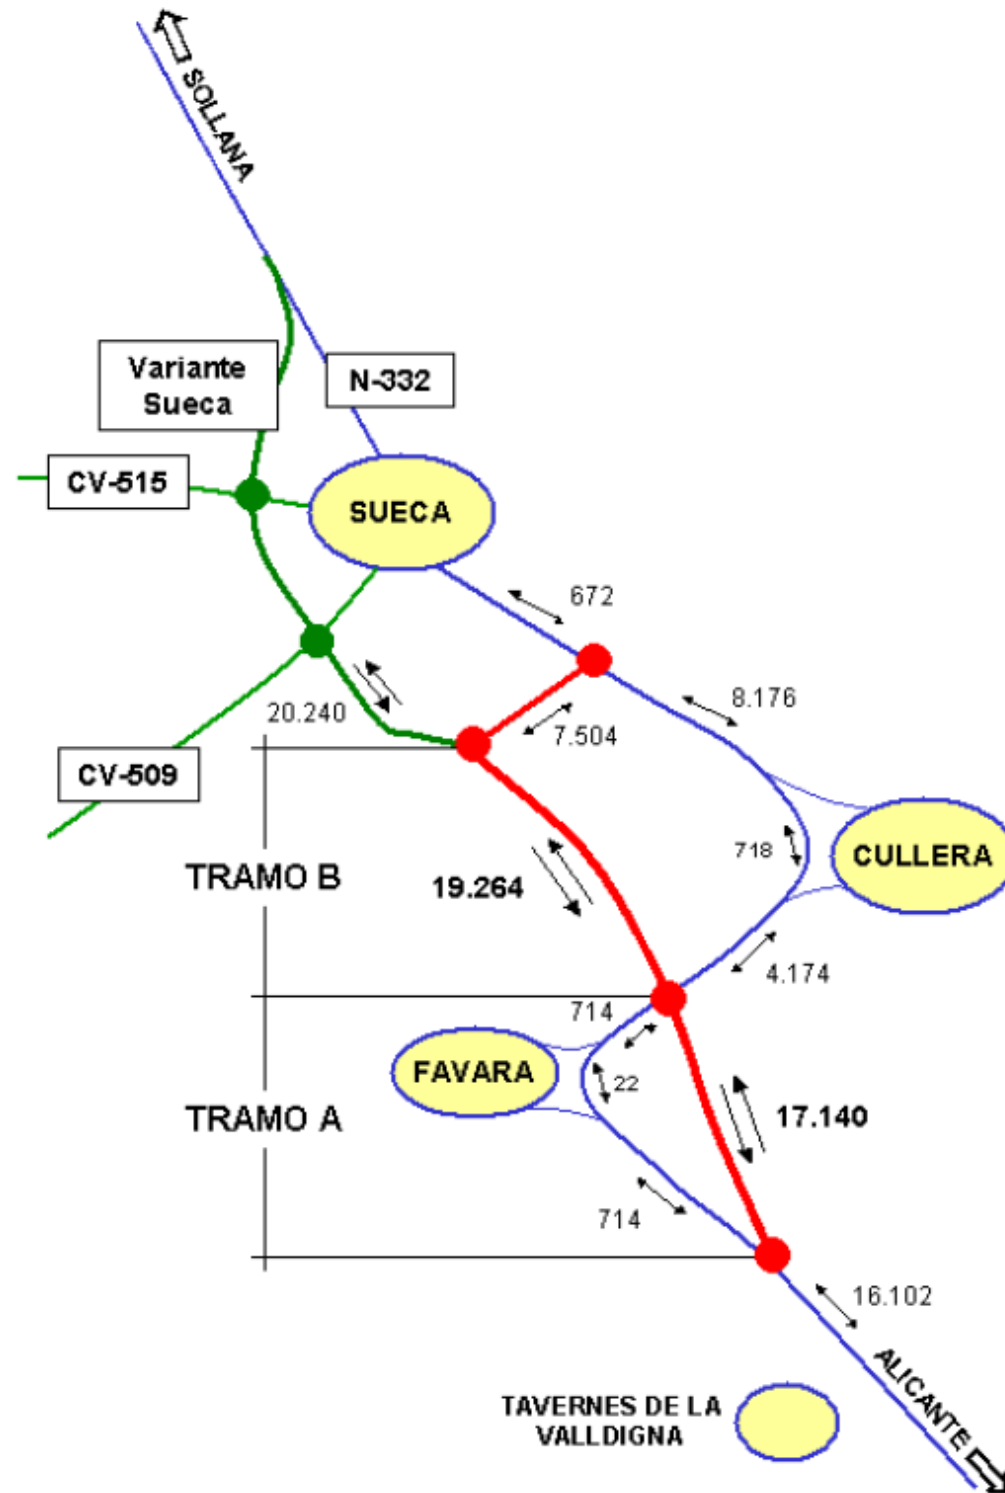 SOLLANA
Variante
Sueca
N-332
CV-515
SUECA
672
8.176
20.240
7.504
CV-509
718
CULLERA
TRAMO B
19.264
4.174
714
FAVARA
22
TRAMO A
17.140
714
16.102
ALICANTE
TAVERNES DE LA
VALLDIGNA